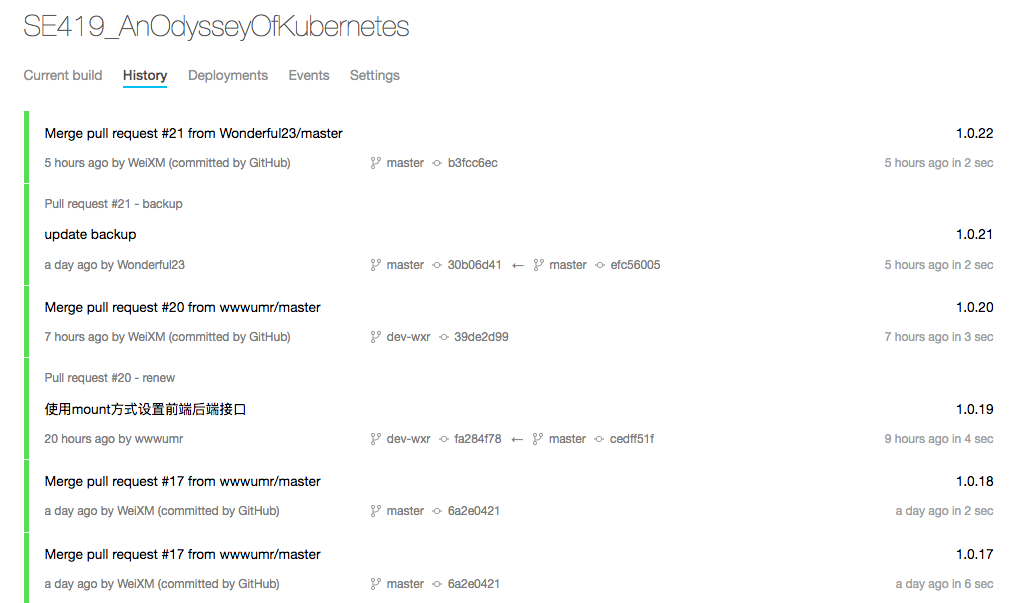 SE419_AnOdysseyOfKubernetes
Current build History Deployments Events Settings
Merge pull request #21 from Wonderful23/master 1.0.22
5 hours ago by WeiXM (committed by GitHub) master b3fcc6ec 5 hours ago in 2 sec
Pull request #21 - backup
update backup 1.0.21
a day ago by Wonderful23 master 30b06d41 ← master efc56005 5 hours ago in 2 sec
Merge pull request #20 from wwwumr/master 1.0.20
7 hours ago by WeiXM (committed by GitHub) dev-wxr 39de2d99 7 hours ago in 3 sec
Pull request #20 - renew
使用mount方式设置前端后端接口 1.0.19
20 hours ago by wwwumr dev-wxr fa284f78 ← master cedff51f 9 hours ago in 4 sec
Merge pull request #17 from wwwumr/master 1.0.18
a day ago by WeiXM (committed by GitHub) master 6a2e0421 a day ago in 2 sec
Merge pull request #17 from wwwumr/master 1.0.17
a day ago by WeiXM (committed by GitHub) master 6a2e0421 a day ago in 6 sec